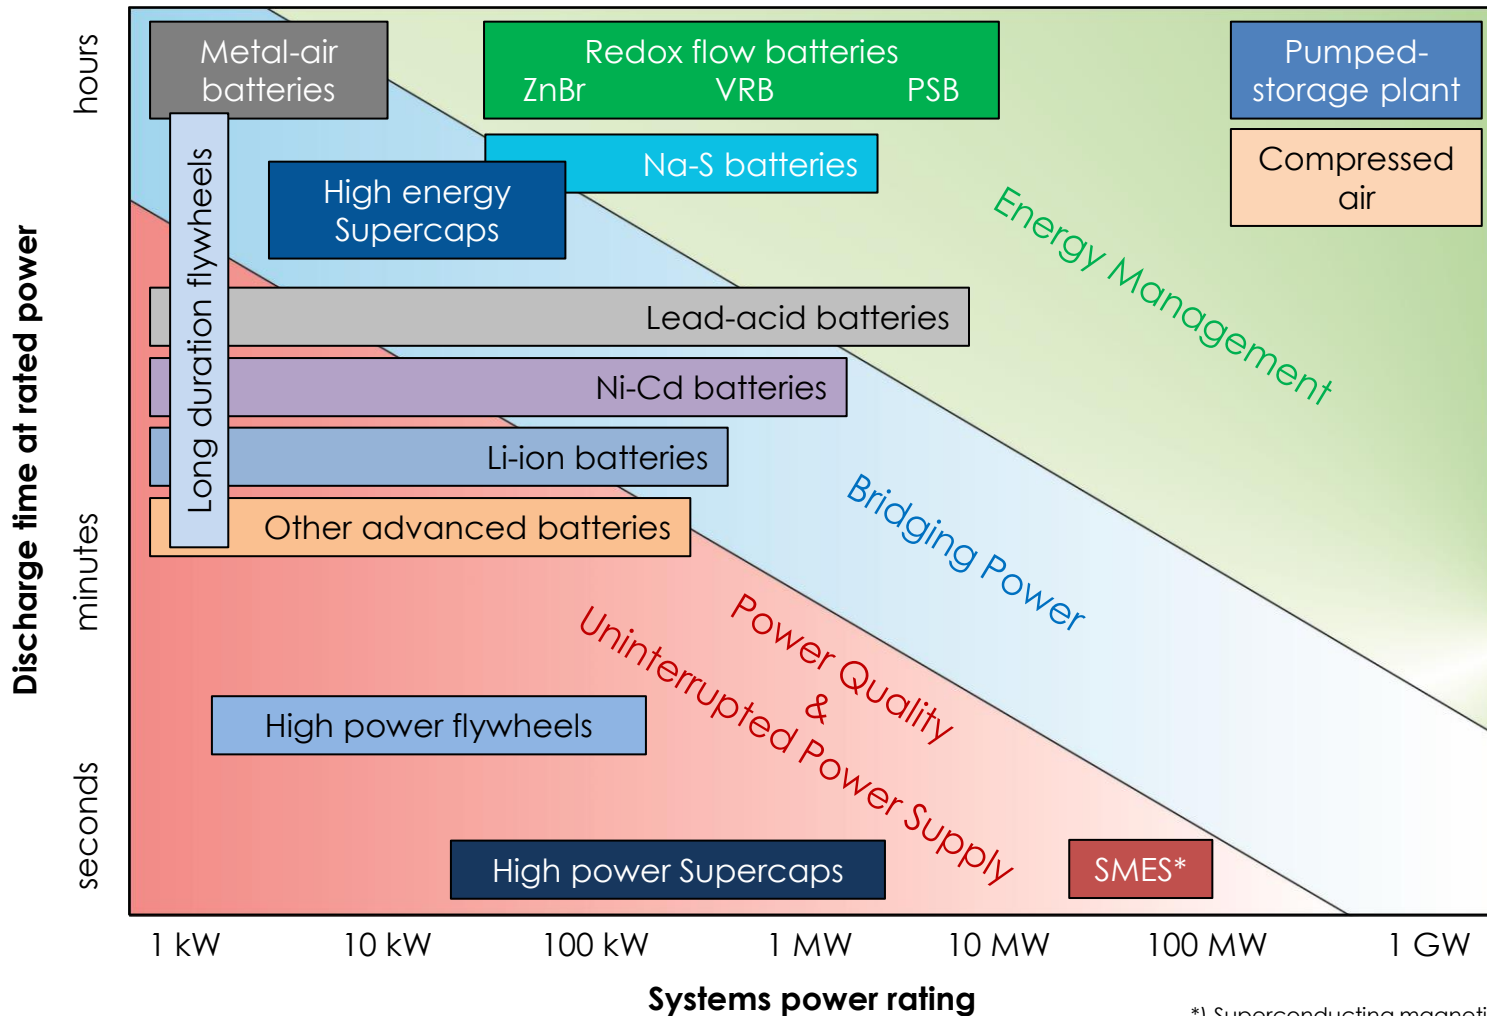 Discharge time at rated power
hours
minutes
seconds
Metal-air
batteries
Redox flow batteries
ZnBr VRB PSB
Pumped-
storage plant
Na-S batteries
Compressed
air
High energy
Supercaps
Long duration flywheels
Energy Management
Lead-acid batteries
Ni-Cd batteries
Li-ion batteries
Bridging Power
Other advanced batteries
Power Quality
&
Uninterrupted Power Supply
High power flywheels
High power Supercaps
SMES*
1 kW 10 kW 100 kW 1 MW 10 MW 100 MW 1 GW
Systems power rating
*) Superconducting